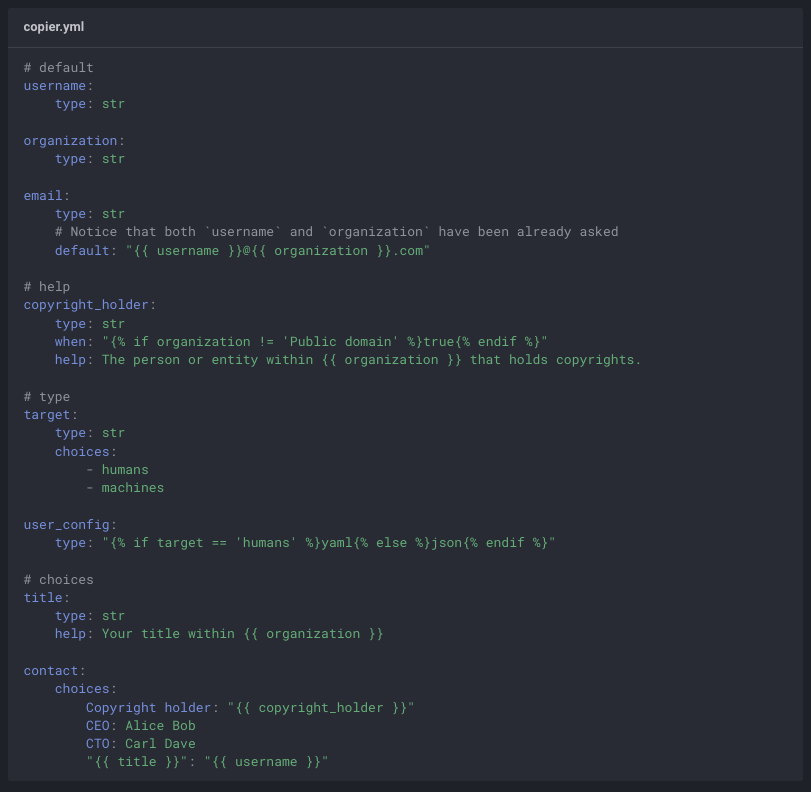 copier.yml
# default
username:
    type: str

organization:
    type: str

email:
    type: str
    # Notice that both `username` and `organization` have been already asked
    default: "{{ username }}@{{ organization }}.com"

# help
copyright_holder:
    type: str
    when: "{% if organization != 'Public domain' %}true{% endif %}"
    help: The person or entity within {{ organization }} that holds copyrights.

# type
target:
    type: str
    choices:
        - humans
        - machines

user_config:
    type: "{% if target == 'humans' %}yaml{% else %}json{% endif %}"

# choices
title:
    type: str
    help: Your title within {{ organization }}

contact:
    choices:
        Copyright holder: "{{ copyright_holder }}"
        CEO: Alice Bob
        CTO: Carl Dave
        "{{ title }}": "{{ username }}"